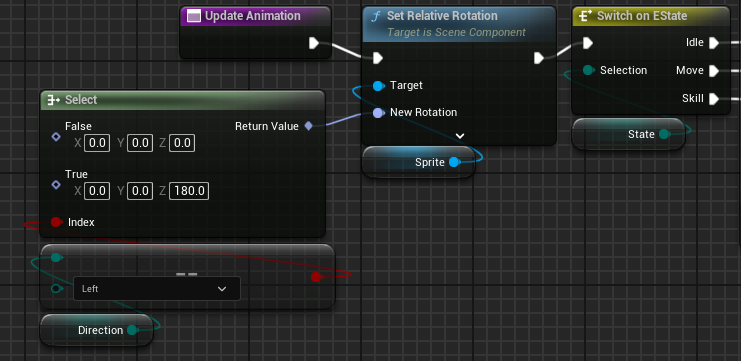 Update Animation
Set Relative Rotation
Target is Scene Component
Target
New Rotation
Switch on EState
Selection
Idle
Move
Skill
State
Sprite
Select
False
X 0.0 Y 0.0 Z 0.0
Return Value
True
X 0.0 Y 0.0 Z 180.0
Index
==
Left
Direction